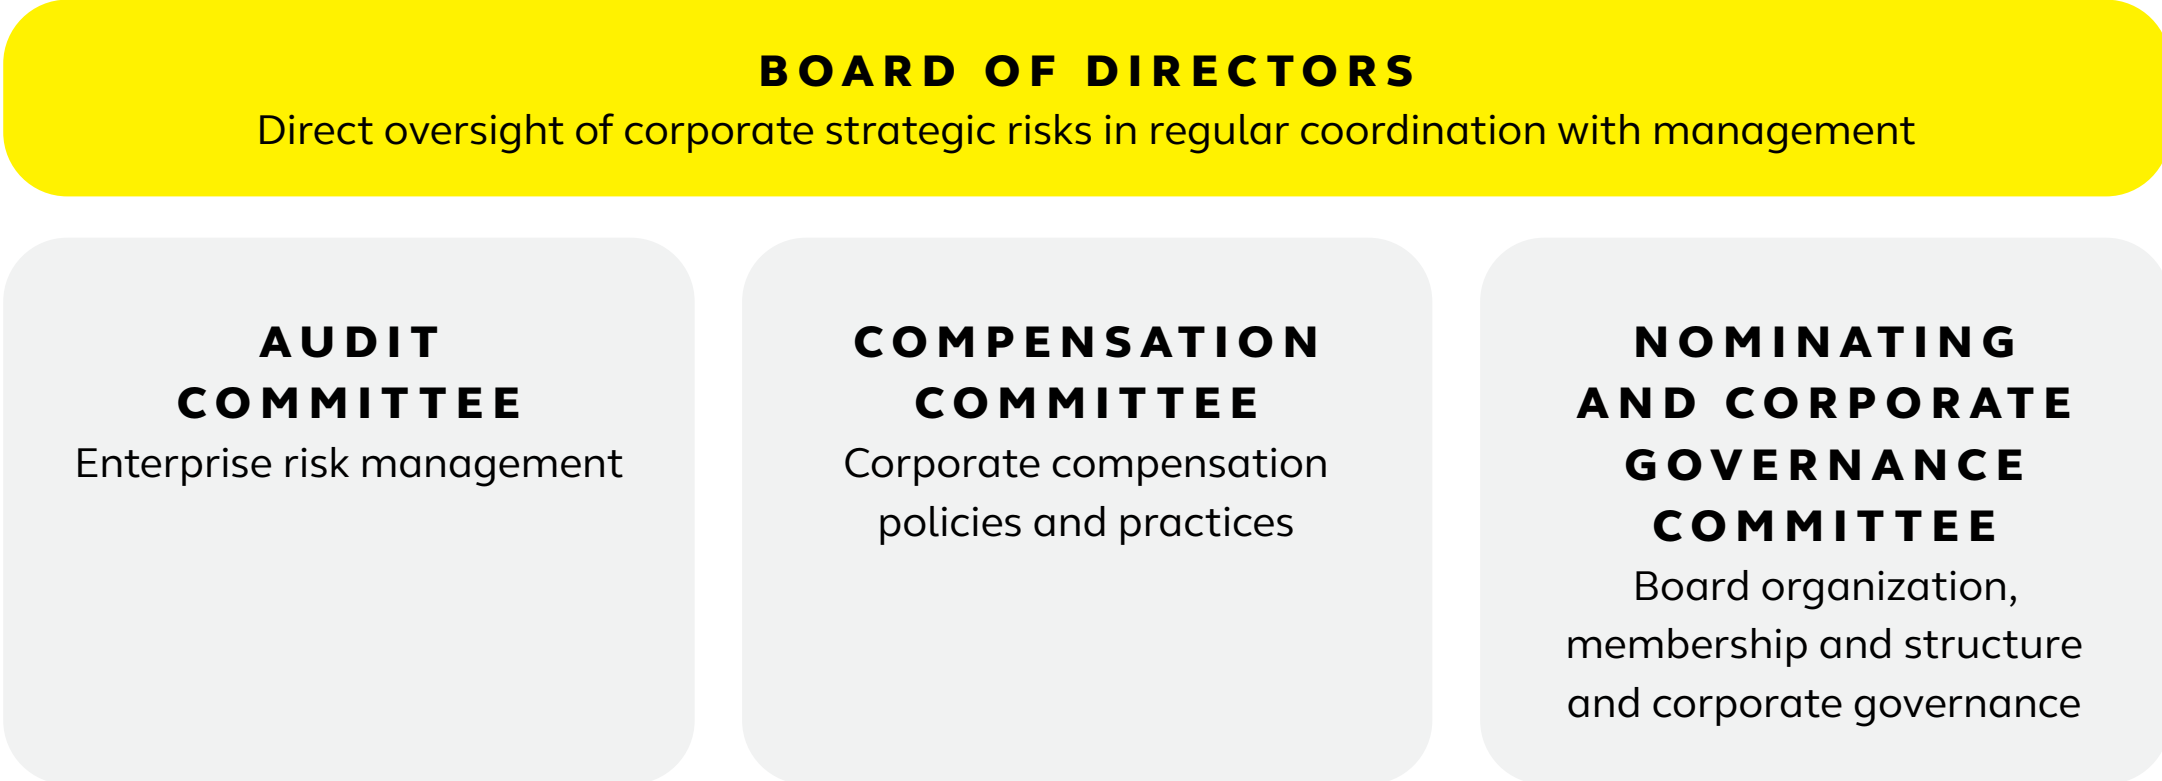 BOARD OF DIRECTORS
Direct oversight of corporate strategic risks in regular coordination with management
AUDIT
COMMITTEE
Enterprise risk management
COMPENSATION
COMMITTEE
Corporate compensation
policies and practices
NOMINATING
AND CORPORATE
GOVERNANCE
COMMITTEE
Board organization,
membership and structure
and corporate governance